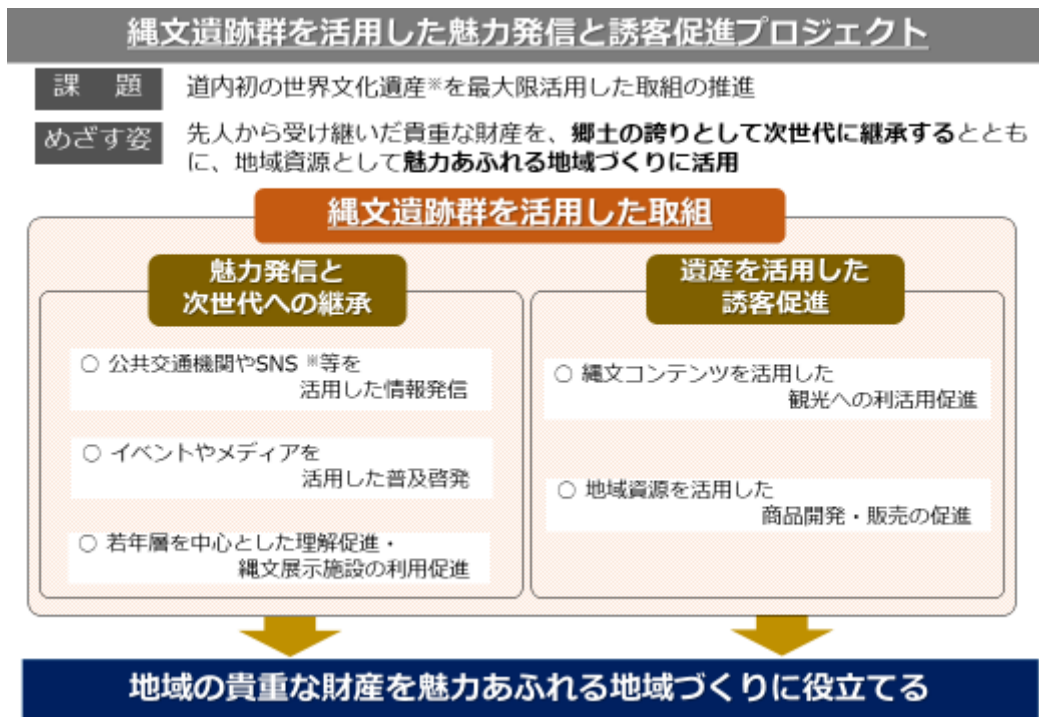 縄文遺跡群を活用した魅力発信と誘客促進プロジェクト
課 題
道内初の世界文化遺産※を最大限活用した取組の推進
めざす姿
先人から受け継いだ貴重な財産を、郷土の誇りとして次世代に継承するととも
に、地域資源として魅力あふれる地域づくりに活用
縄文遺跡群を活用した取組
魅力発信と
次世代への継承
○ 公共交通機関やSNS ※等を
活用した情報発信
○ イベントやメディアを
活用した普及啓発
○ 若年層を中心とした理解促進・
縄文展示施設の利用促進
遺産を活用した
誘客促進
○ 縄文コンテンツを活用した
観光への利活用促進
○ 地域資源を活用した
商品開発・販売の促進
地域の貴重な財産を魅力あふれる地域づくりに役立てる